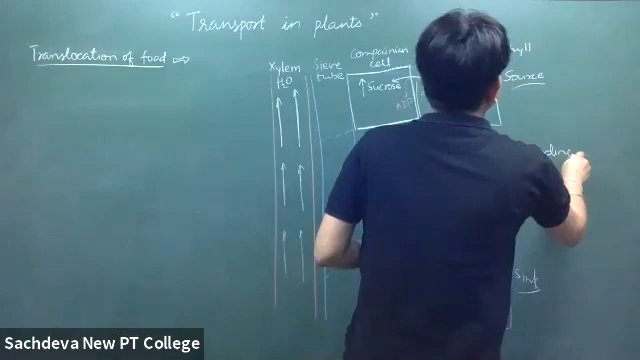 "Transport in plants"
Translocation of food ⇒
Xylem
H₂O
Sieve
tube
Companion
cell
Sucrose
Source
Sink
Sachdeva New PT College